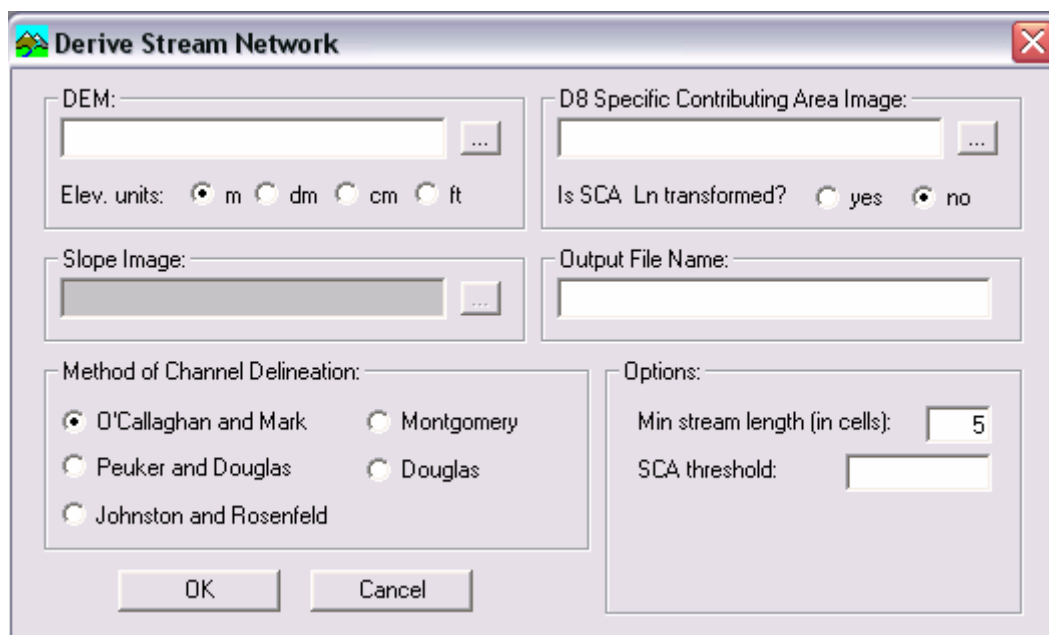 Derive Stream Network
DEM:
...
Elev. units: m dm cm ft
D8 Specific Contributing Area Image:
...
Is SCA Ln transformed? yes no
Slope Image:
...
Output File Name:
Method of Channel Delineation:
O'Callaghan and Mark Montgomery
Peuker and Douglas Douglas
Johnston and Rosenfeld
Options:
Min stream length (in cells): 5
SCA threshold:
OK Cancel